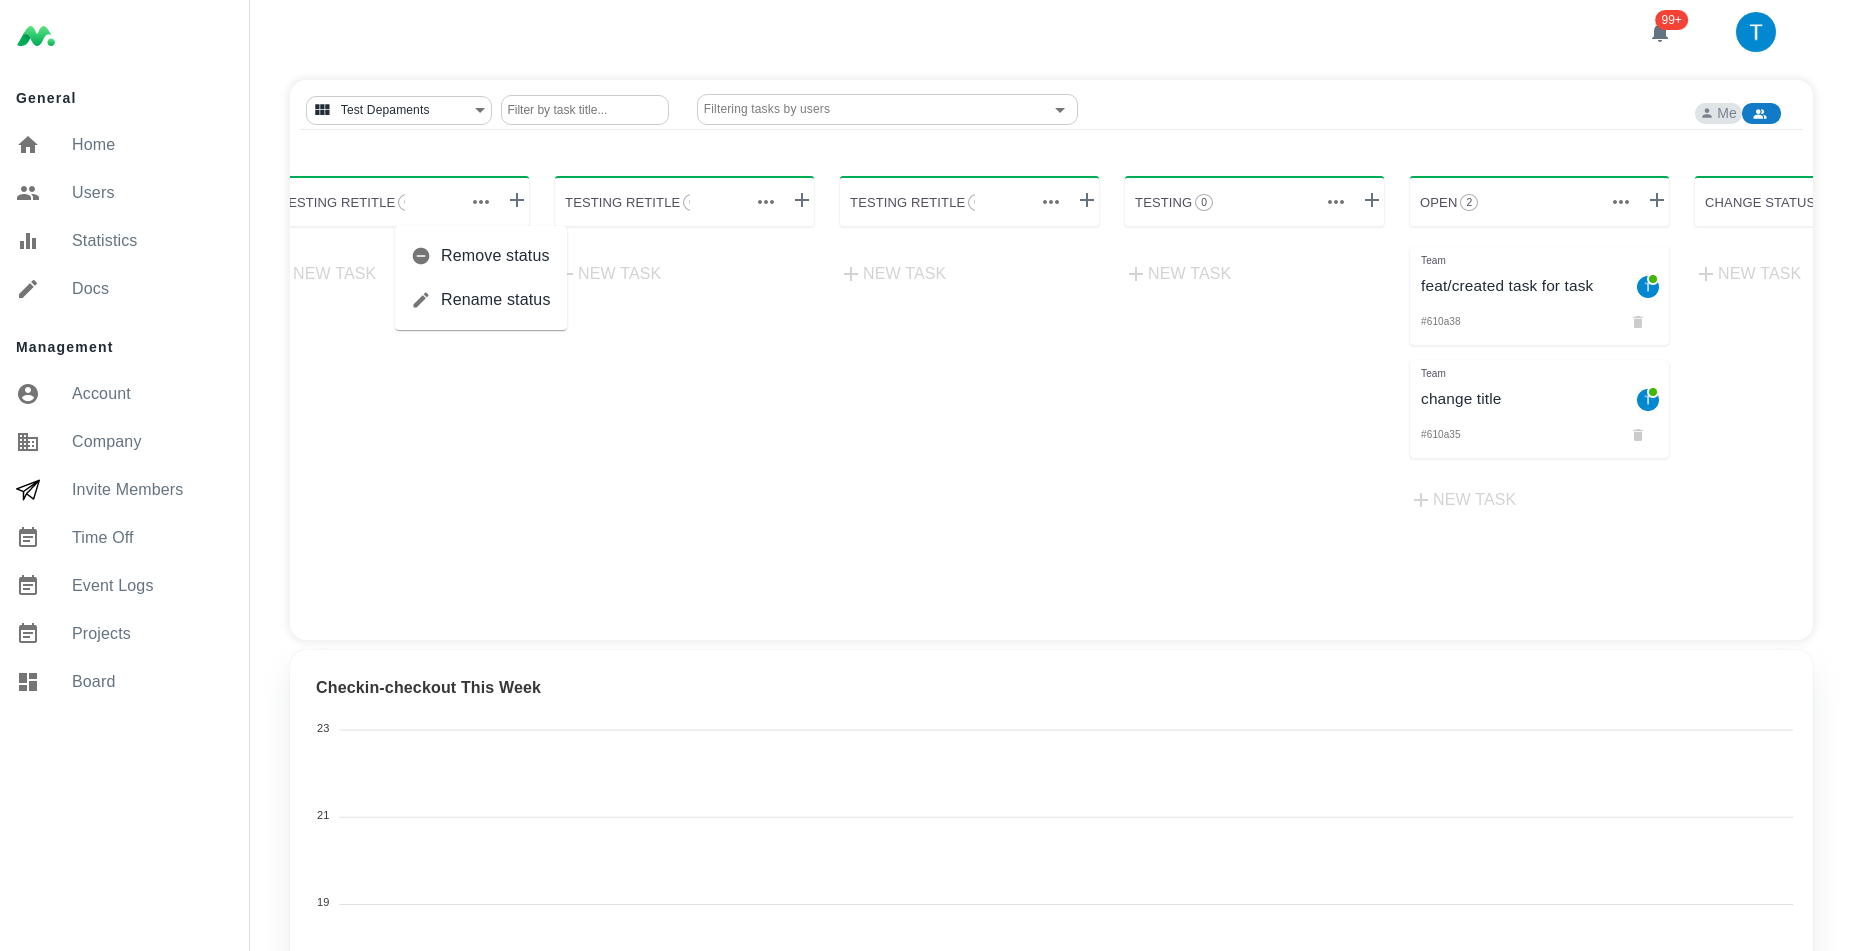 99+
T
General
Home
Users
Statistics
Docs
Management
Account
Company
Invite Members
Time Off
Event Logs
Projects
Board
Test Depaments
Filter by task title...
Filtering tasks by users
Me
ESTING RETITLE
TESTING RETITLE
TESTING RETITLE
TESTING 0
OPEN 2
CHANGE STATUS
Remove status
Rename status
NEW TASK
NEW TASK
NEW TASK
NEW TASK
NEW TASK
Team
feat/created task for task
T
#610a38
Team
change title
T
#610a35
NEW TASK
Checkin-checkout This Week
23
21
19